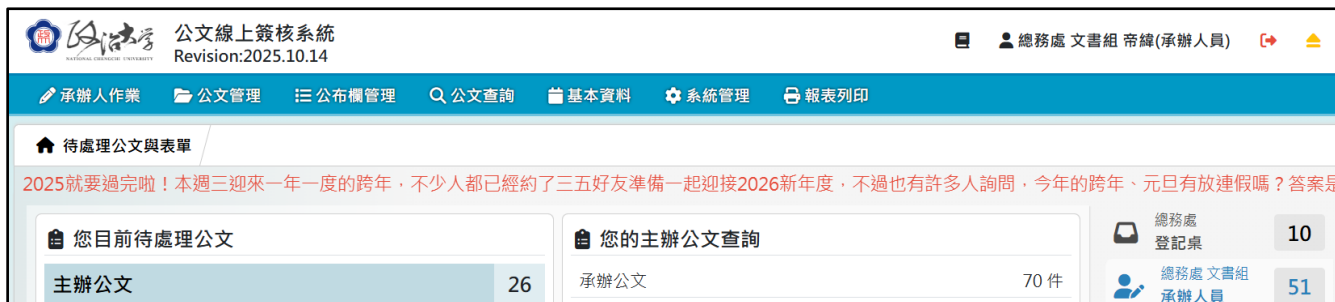 政治大学
NATIONAL CHENGCHI UNIVERSITY
公文線上簽核系統
Revision:2025.10.14
總務處 文書組 帝緯(承辦人員)
承辦人作業 公文管理 公布欄管理 公文查詢 基本資料 系統管理 報表列印
待處理公文與表單
2025就要過完啦！本週三迎來一年一度的跨年，不少人都已經約了三五好友準備一起迎接2026新年度，不過也有許多人詢問，今年的跨年、元旦有放連假嗎？答案是
您目前待處理公文
主辦公文 26
您的主辦公文查詢
承辦公文 70 件
總務處
登記桌 10
總務處 文書組
承辦人員 51